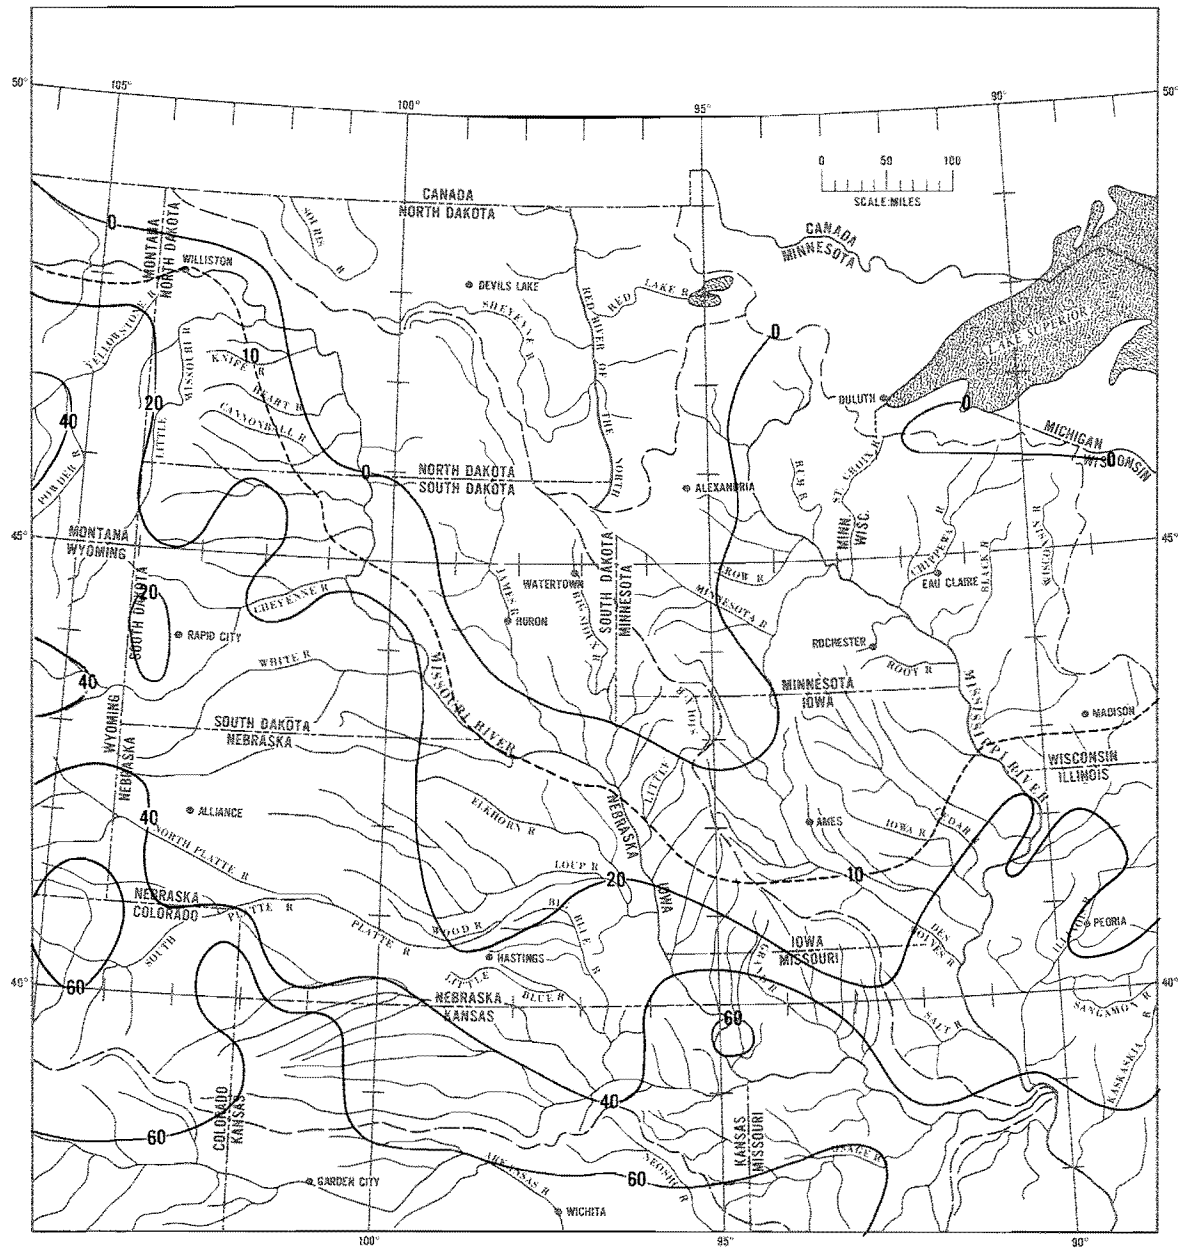 50°
105°
100°
95°
90°
50°
0 50 100
SCALE-MILES
CANADA
NORTH DAKOTA
CANADA
MINNESOTA
0
MONTANA
NORTH DAKOTA
SOURIS R
WILLISTON
DEVILS LAKE
SHEYENNE R
RED LAKE R
RED RIVER OF THE NORTH
LAKE SUPERIOR
0
YELLOWSTONE R
LITTLE MISSOURI R
10
KNIFE R
HEART R
CANNONBALL R
20
40
DULUTH
0
MICHIGAN
WISCONSIN
0
POWDER R
0
NORTH DAKOTA
SOUTH DAKOTA
ALEXANDRIA
RUM R
ST. CROIX R
MINN.
WISC.
CHIPPEWA R
BLACK R
WISCONSIN R
45°
MONTANA
WYOMING
45°
SOUTH DAKOTA
20
CHEYENNE R
JAMES R
WATERTOWN
BIG SIOUX R
SOUTH DAKOTA
MINNESOTA
CROW R
MINNESOTA R
EAU CLAIRE
HURON
RAPID CITY
ROCHESTER
ROOT R
WHITE R
40
MISSOURI RIVER
MINNESOTA
IOWA
MISSISSIPPI RIVER
MADISON
WYOMING
NEBRASKA
SOUTH DAKOTA
NEBRASKA
LITTLE SIOUX R
WISCONSIN
ILLINOIS
ALLIANCE
40
ELKHORN R
NEBRASKA
IOWA
AMES
IOWA R
CEDAR R
NORTH PLATTE R
LOUP R
20
10
NEBRASKA
COLORADO
SOUTH PLATTE R
PLATTE R
WOOD R
BIG BLUE R
IOWA
MISSOURI
GRAND R
DES MOINES R
ILLINOIS R
PEORIA
HASTINGS
LITTLE BLUE R
40°
60
NEBRASKA
KANSAS
60
SALT R
40°
SANGAMON R
KASKASKIA R
COLORADO
KANSAS
40
60
KANSAS
MISSOURI
OSAGE R
ARKANSAS R
NEOSHO R
60
GARDEN CITY
WICHITA
100°
95°
90°